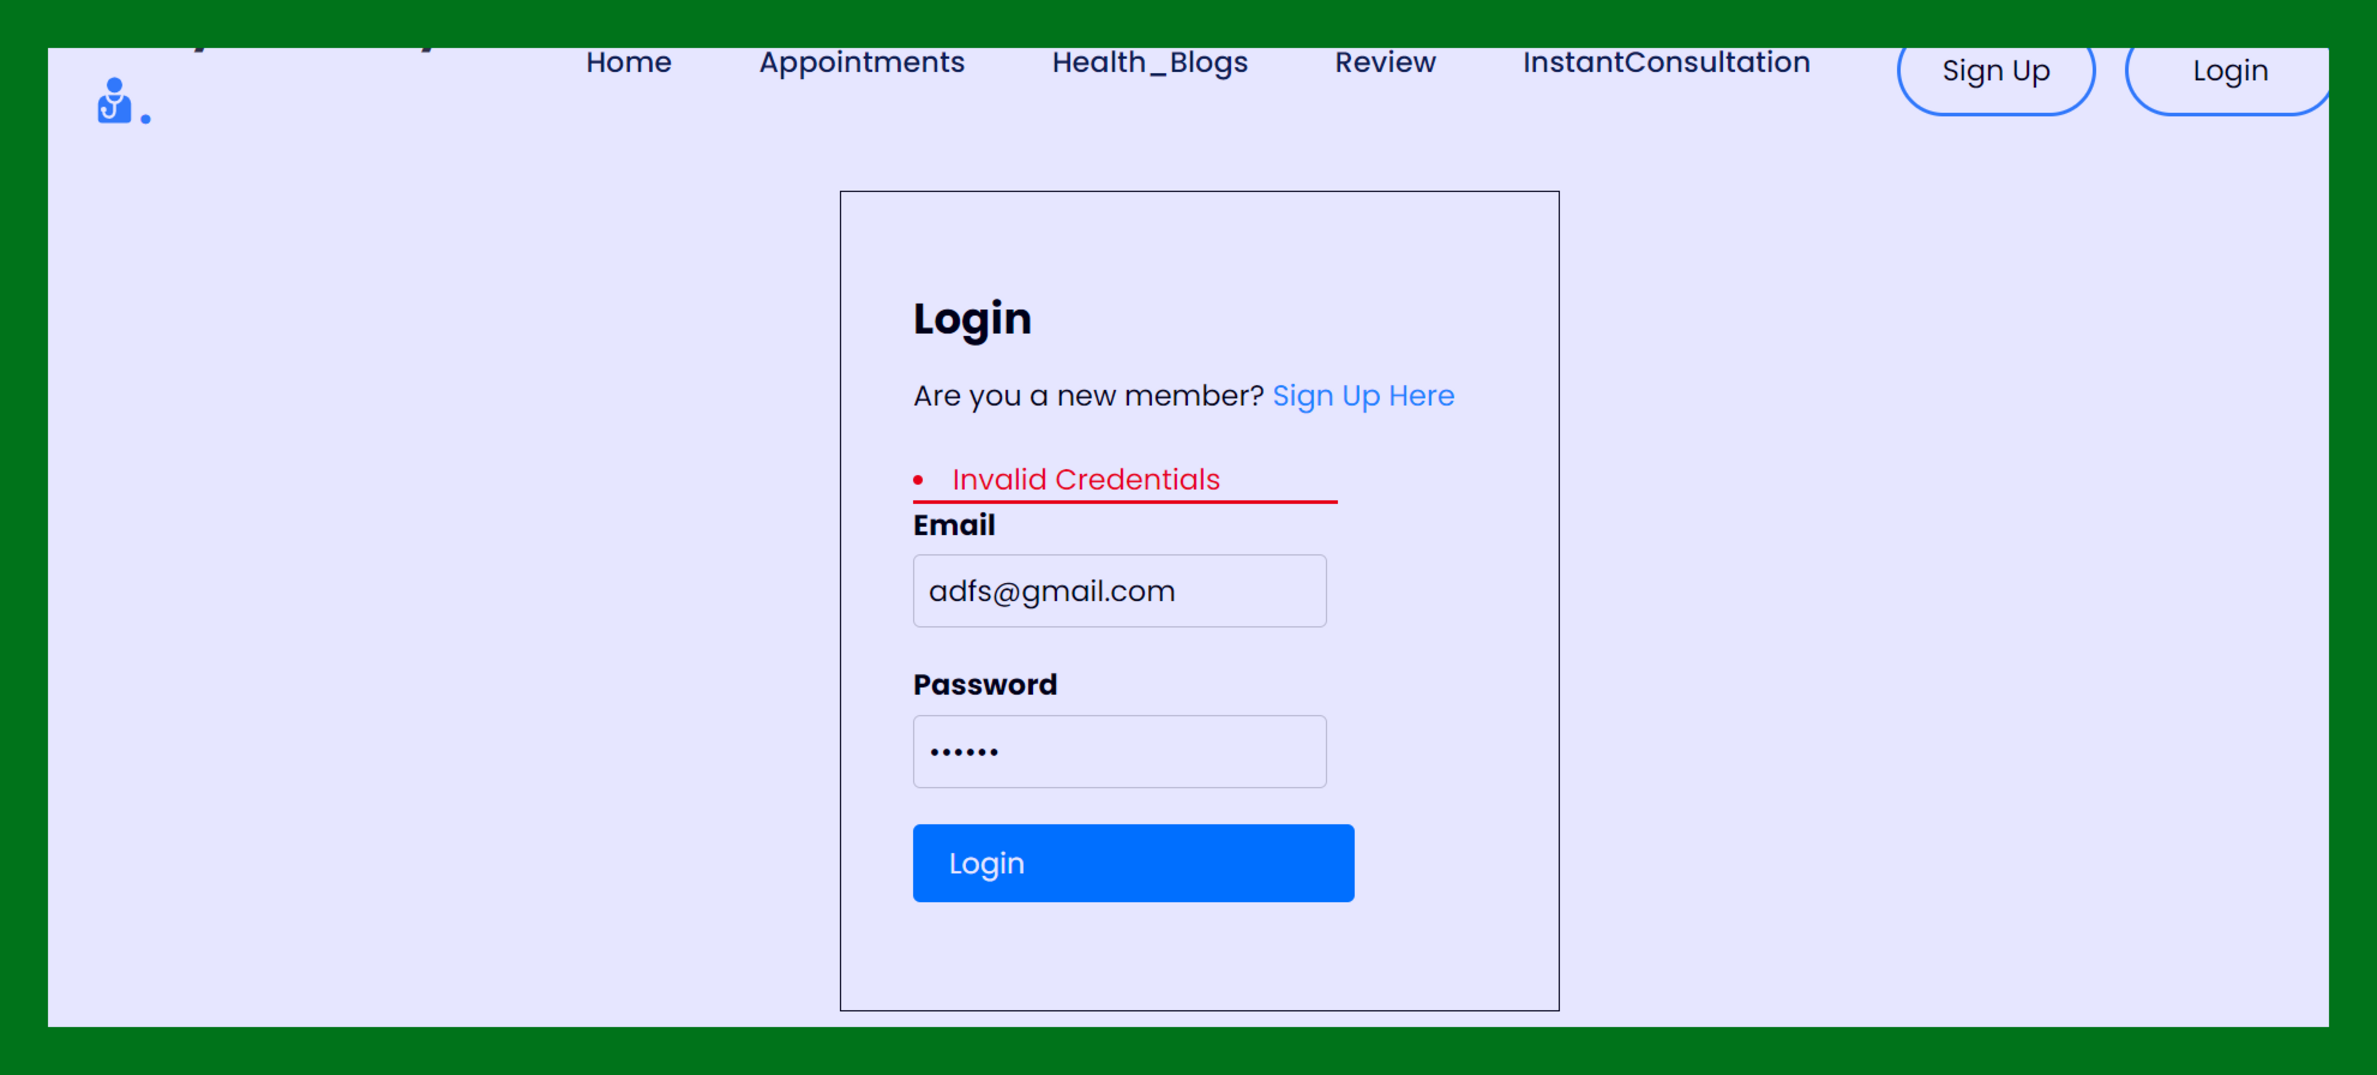 Home Appointments Health_Blogs Review InstantConsultation Sign Up Login
Login
Are you a new member? Sign Up Here
• Invalid Credentials
Email
adfs@gmail.com
Password
••••••
Login